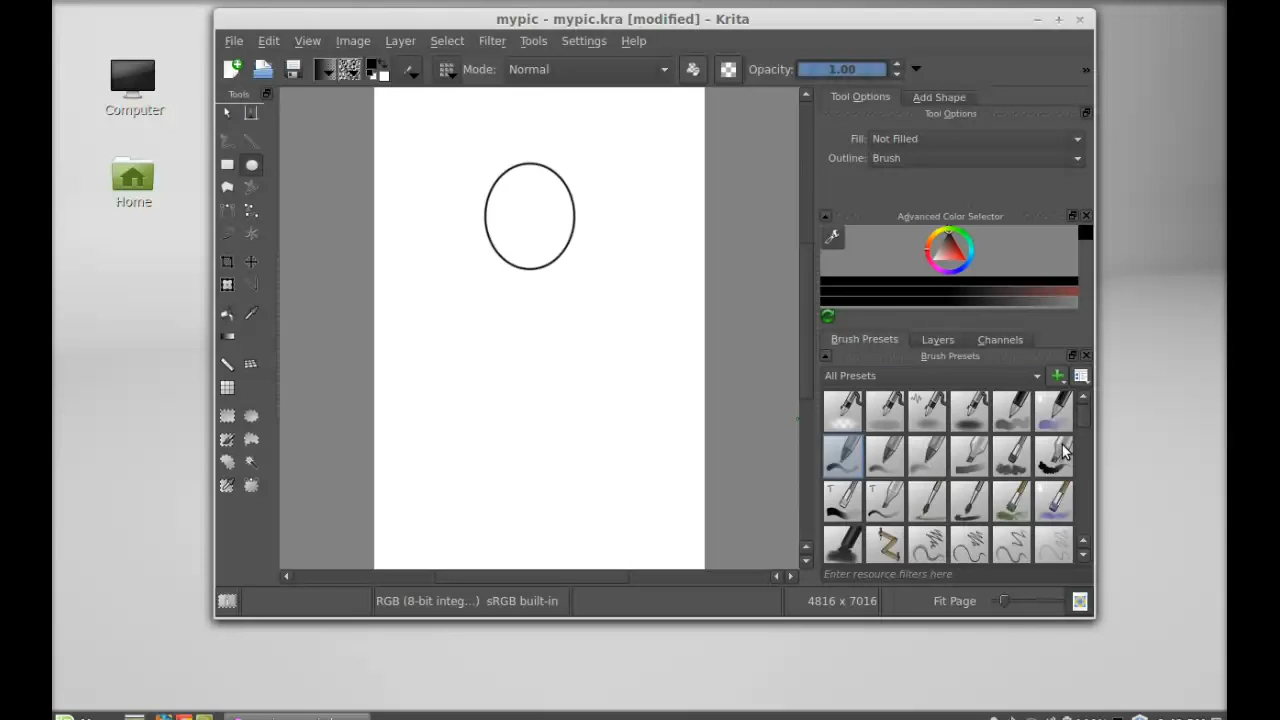 mypic - mypic.kra [modified] – Krita
File Edit View Image Layer Select Filter Tools Settings Help
Mode: Normal Opacity: 1.00 »
Computer
Home
Tools
Tool Options Add Shape
Tool Options
Fill: Not Filled
Outline: Brush
Advanced Color Selector
Brush Presets Layers Channels
Brush Presets
All Presets
Enter resource filters here
RGB (8-bit integ...) sRGB built-in 4816 x 7016 Fit Page